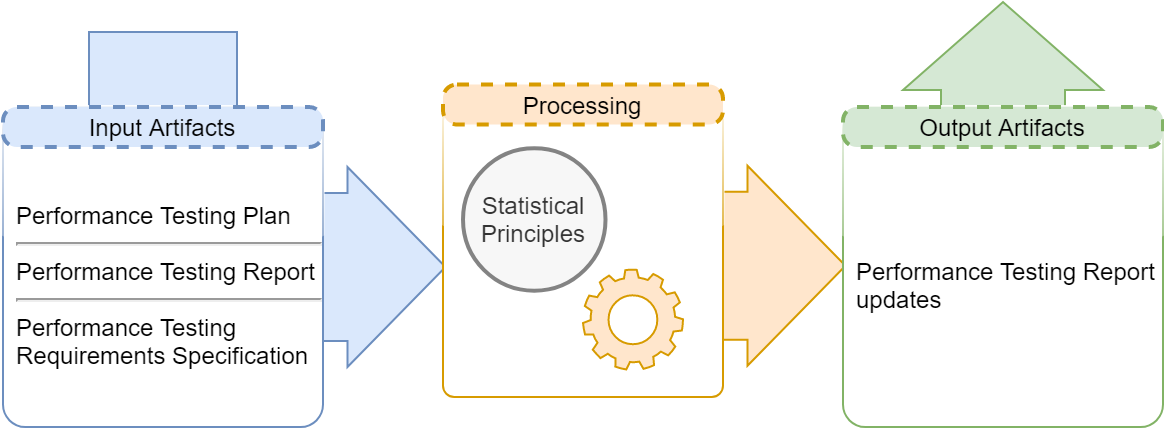 Input Artifacts
Performance Testing Plan
Performance Testing Report
Performance Testing
Requirements Specification
Processing
Statistical
Principles
Output Artifacts
Performance Testing Report
updates